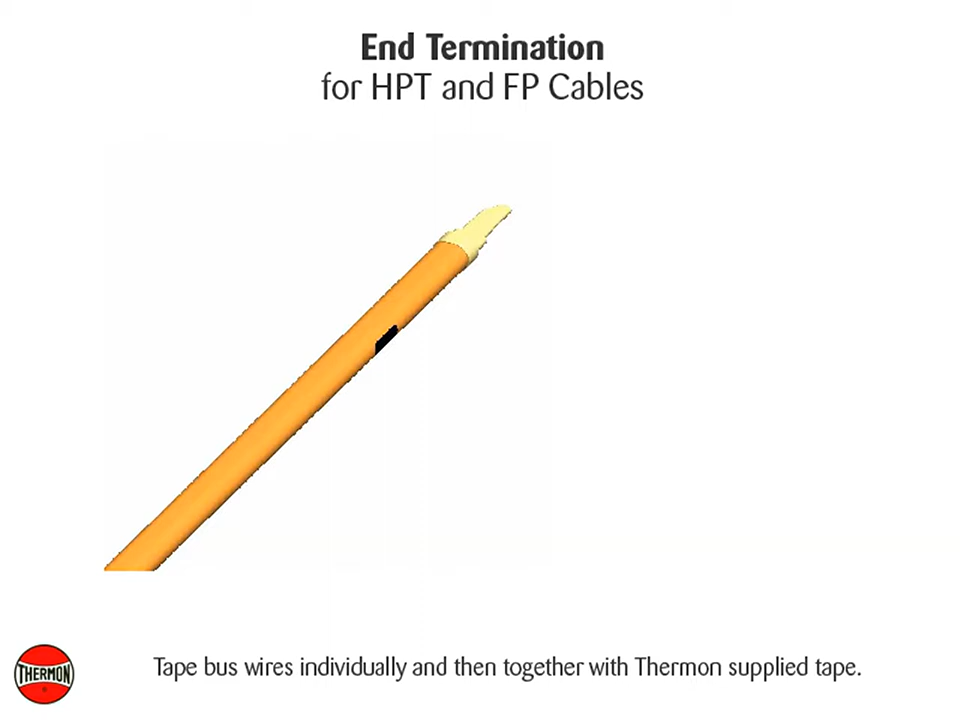 End Termination
for HPT and FP Cables
THERMON
Tape bus wires individually and then together with Thermon supplied tape.